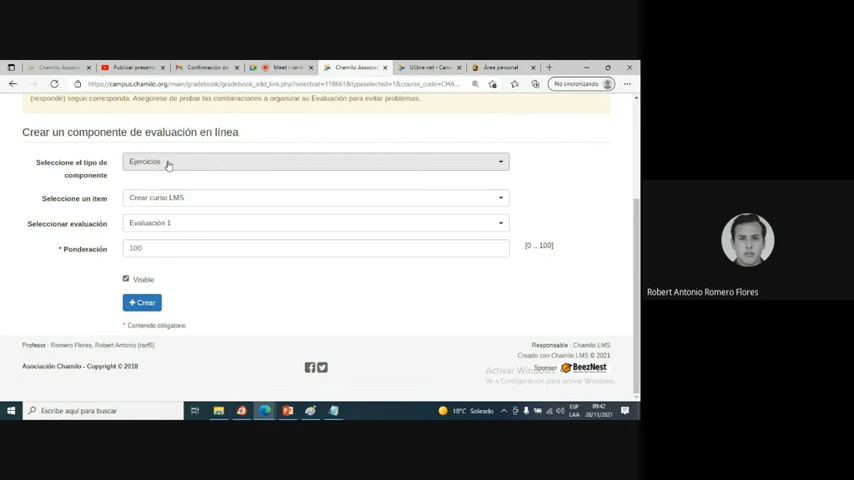 Chamilo Associa
Publicar present
Confirmación de
Meet -
Chamilo Associa
Ulibre net - Cam
Área personal
https://campus.chamilo.org/main/gradebook/gradebook_add_link.php?selectcat=118661&typeselected=1&course_code=CHA...
No sincronizando
(responde) según corresponda. Asegúrese de probar las combinaciones a organizar su Evaluación para evitar problemas.
Crear un componente de evaluación en línea
Seleccione el tipo de
componente
Ejercicios
Seleccione un item
Crear curso LMS
Seleccionar evaluación
Evaluación 1
* Ponderación
100
[0 .. 100]
Visible
+ Crear
* Contenido obligatorio
Profesor : Romero Flores, Robert Antonio (rarf6)
Responsable : Chamilo LMS
Creado con Chamilo LMS © 2021
Asociación Chamilo - Copyright © 2018
Sponsor BeezNest
Activar Windows
Ve a Configuración para activar Windows.
Robert Antonio Romero Flores
Escribe aquí para buscar
18°C Soleado
ESP
LAA
09:42
28/11/2021